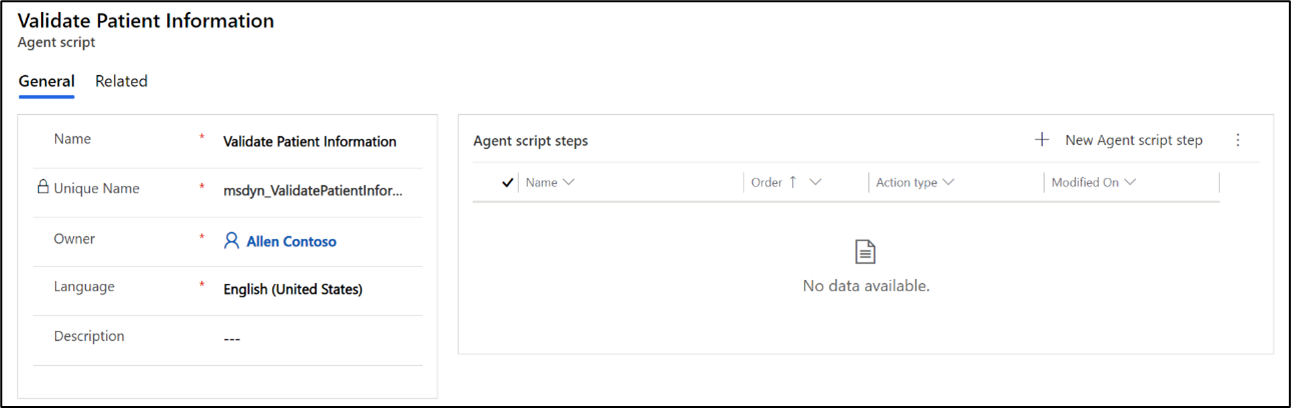 Validate Patient Information
Agent script
General Related
Name * Validate Patient Information
Unique Name * msdyn_ValidatePatientInfor...
Owner * Allen Contoso
Language * English (United States)
Description ---
Agent script steps + New Agent script step
Name Order ↑ Action type Modified On
No data available.